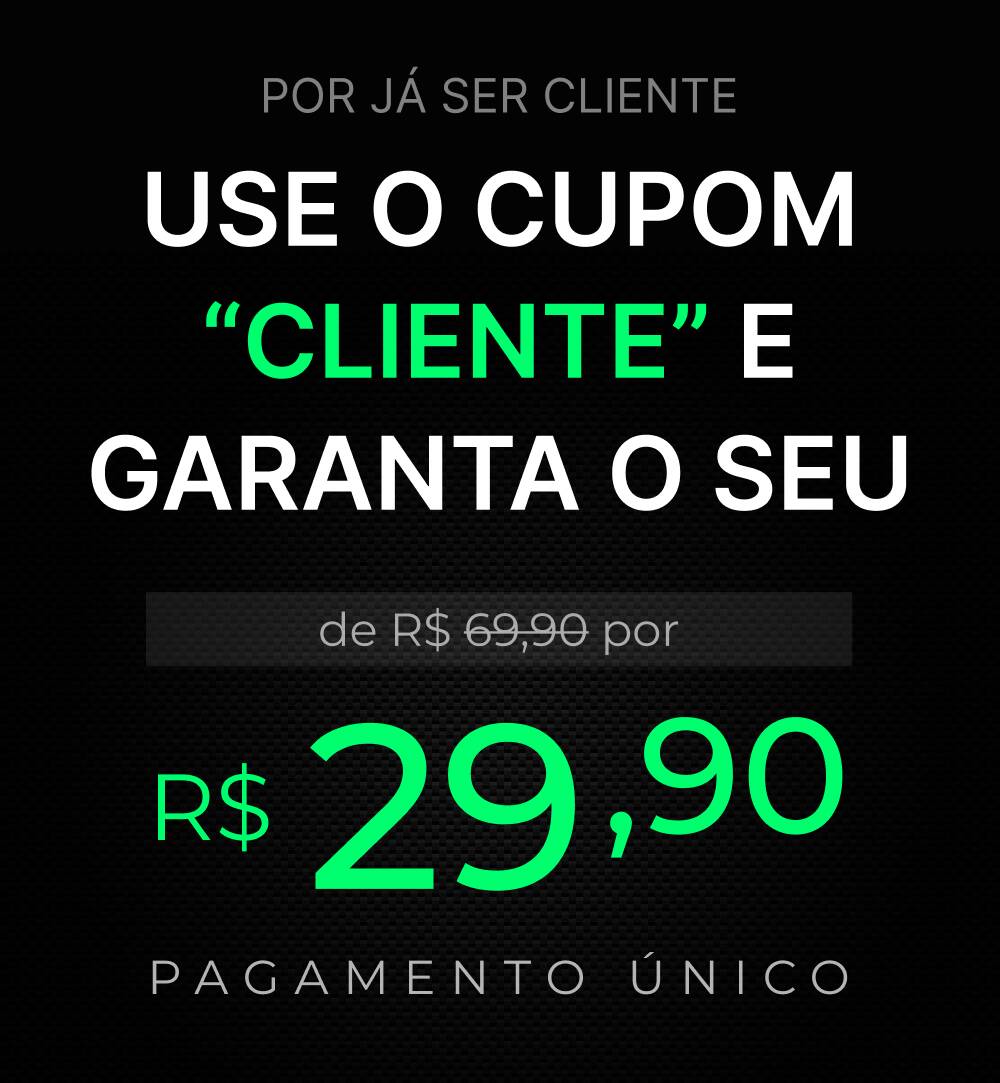 POR JÁ SER CLIENTE
USE O CUPOM
“CLIENTE” E
GARANTA O SEU
de R$ 69,90 por
R$ 29,90
PAGAMENTO ÚNICO